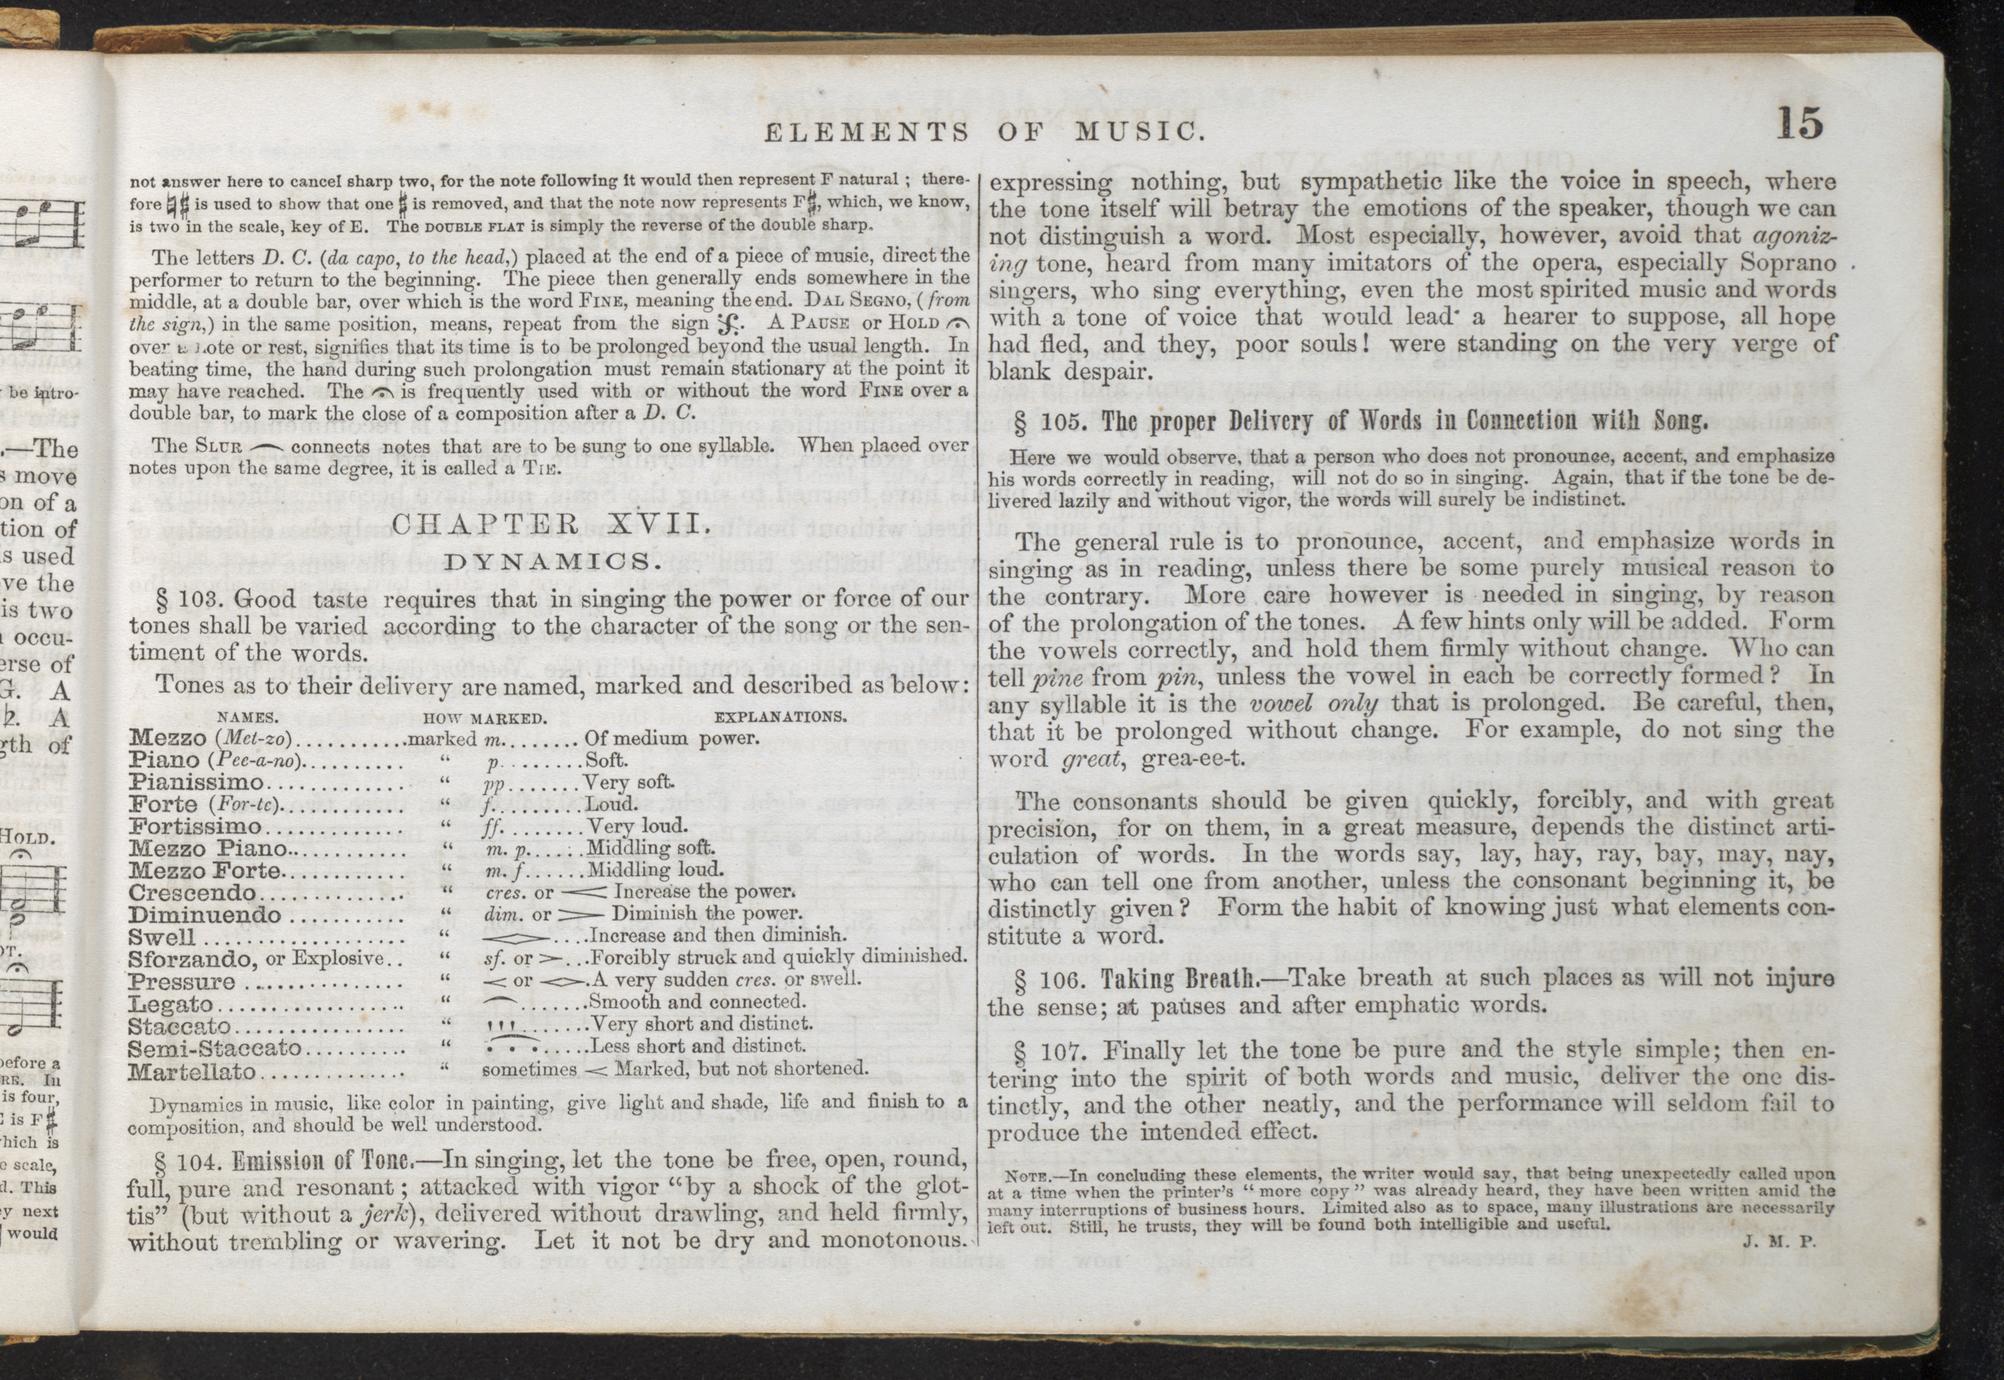 ELEMENTS OF MUSIC.
15
not answer here to cancel sharp two, for the note following it would then represent F natural ; there-
fore ♮♯ is used to show that one ♯ is removed, and that the note now represents F♯, which, we know,
is two in the scale, key of E. The DOUBLE FLAT is simply the reverse of the double sharp.
The letters D. C. (da capo, to the head,) placed at the end of a piece of music, direct the
performer to return to the beginning. The piece then generally ends somewhere in the
middle, at a double bar, over which is the word FINE, meaning the end. DAL SEGNO, (from
the sign,) in the same position, means, repeat from the sign 𝄋. A PAUSE or HOLD 𝄐
over note or rest, signifies that its time is to be prolonged beyond the usual length. In
beating time, the hand during such prolongation must remain stationary at the point it
may have reached. The 𝄐 is frequently used with or without the word FINE over a
double bar, to mark the close of a composition after a D. C.
The SLUR ⁀ connects notes that are to be sung to one syllable. When placed over
notes upon the same degree, it is called a TIE.
CHAPTER XVII.
DYNAMICS.
§ 103. Good taste requires that in singing the power or force of our
tones shall be varied according to the character of the song or the sen-
timent of the words.
Tones as to their delivery are named, marked and described as below:
NAMES. HOW MARKED. EXPLANATIONS.
Mezzo (Met-zo)...........marked m........Of medium power.
Piano (Pee-a-no).......... “ p.........Soft.
Pianissimo............. “ pp.......Very soft.
Forte (For-te)............ “ f.........Loud.
Fortissimo............. “ ff.........Very loud.
Mezzo Piano............ “ m. p......Middling soft.
Mezzo Forte............ “ m. f......Middling loud.
Crescendo.............. “ cres. or < Increase the power.
Diminuendo ........... “ dim. or > Diminish the power.
Swell ................... “ <>....Increase and then diminish.
Sforzando, or Explosive.. “ sf. or >...Forcibly struck and quickly diminished.
Pressure ............... “ < or <>.A very sudden cres. or swell.
Legato.................. “ ⁀.......Smooth and connected.
Staccato................ “ ''' .......Very short and distinct.
Semi-Staccato.......... “ . . . .....Less short and distinct.
Martellato.............. “ sometimes < Marked, but not shortened.
Dynamics in music, like color in painting, give light and shade, life and finish to a
composition, and should be well understood.
§ 104. Emission of Tone.—In singing, let the tone be free, open, round,
full, pure and resonant ; attacked with vigor “by a shock of the glot-
tis” (but without a jerk), delivered without drawling, and held firmly,
without trembling or wavering. Let it not be dry and monotonous.
expressing nothing, but sympathetic like the voice in speech, where
the tone itself will betray the emotions of the speaker, though we can
not distinguish a word. Most especially, however, avoid that agoniz-
ing tone, heard from many imitators of the opera, especially Soprano
singers, who sing everything, even the most spirited music and words
with a tone of voice that would lead a hearer to suppose, all hope
had fled, and they, poor souls! were standing on the very verge of
blank despair.
§ 105. The proper Delivery of Words in Connection with Song.
Here we would observe, that a person who does not pronounce, accent, and emphasize
his words correctly in reading, will not do so in singing. Again, that if the tone be de-
livered lazily and without vigor, the words will surely be indistinct.
The general rule is to pronounce, accent, and emphasize words in
singing as in reading, unless there be some purely musical reason to
the contrary. More care however is needed in singing, by reason
of the prolongation of the tones. A few hints only will be added. Form
the vowels correctly, and hold them firmly without change. Who can
tell pine from pin, unless the vowel in each be correctly formed ? In
any syllable it is the vowel only that is prolonged. Be careful, then,
that it be prolonged without change. For example, do not sing the
word great, grea-ee-t.
The consonants should be given quickly, forcibly, and with great
precision, for on them, in a great measure, depends the distinct arti-
culation of words. In the words say, lay, hay, ray, bay, may, nay,
who can tell one from another, unless the consonant beginning it, be
distinctly given ? Form the habit of knowing just what elements con-
stitute a word.
§ 106. Taking Breath.—Take breath at such places as will not injure
the sense; at pauses and after emphatic words.
§ 107. Finally let the tone be pure and the style simple; then en-
tering into the spirit of both words and music, deliver the one dis-
tinctly, and the other neatly, and the performance will seldom fail to
produce the intended effect.
NOTE.—In concluding these elements, the writer would say, that being unexpectedly called upon
at a time when the printer's “more copy” was already heard, they have been written amid the
many interruptions of business hours. Limited also as to space, many illustrations are necessarily
left out. Still, he trusts, they will be found both intelligible and useful.
J. M. P.